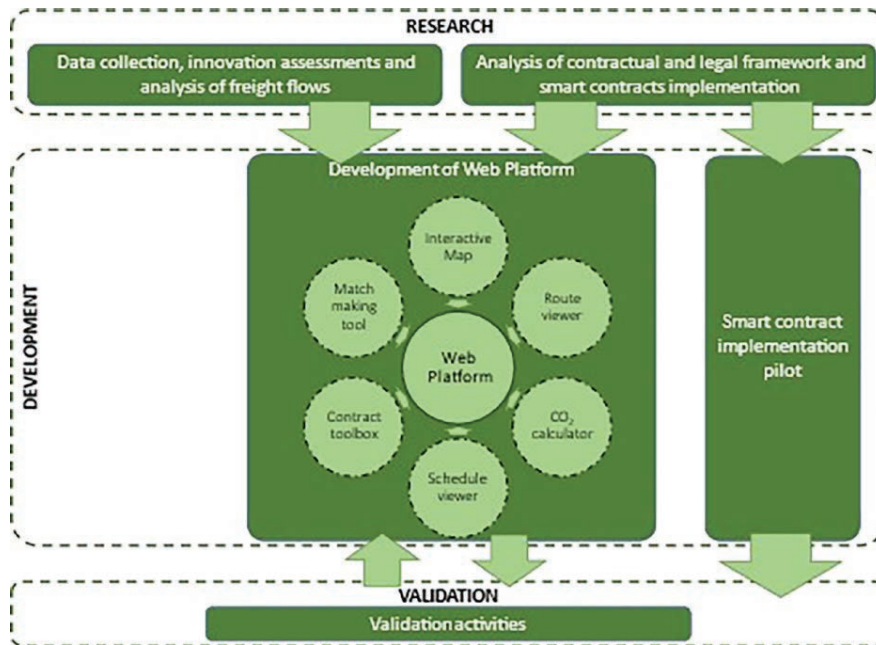 RESEARCH
Data collection, innovation assessments and
analysis of freight flows
Analysis of contractual and legal framework and
smart contracts implementation
DEVELOPMENT
Development of Web Platform
Interactive
Map
Match
making
tool
Route
viewer
Web
Platform
Contract
toolbox
CO₂
calculator
Schedule
viewer
Smart contract
implementation
pilot
VALIDATION
Validation activities